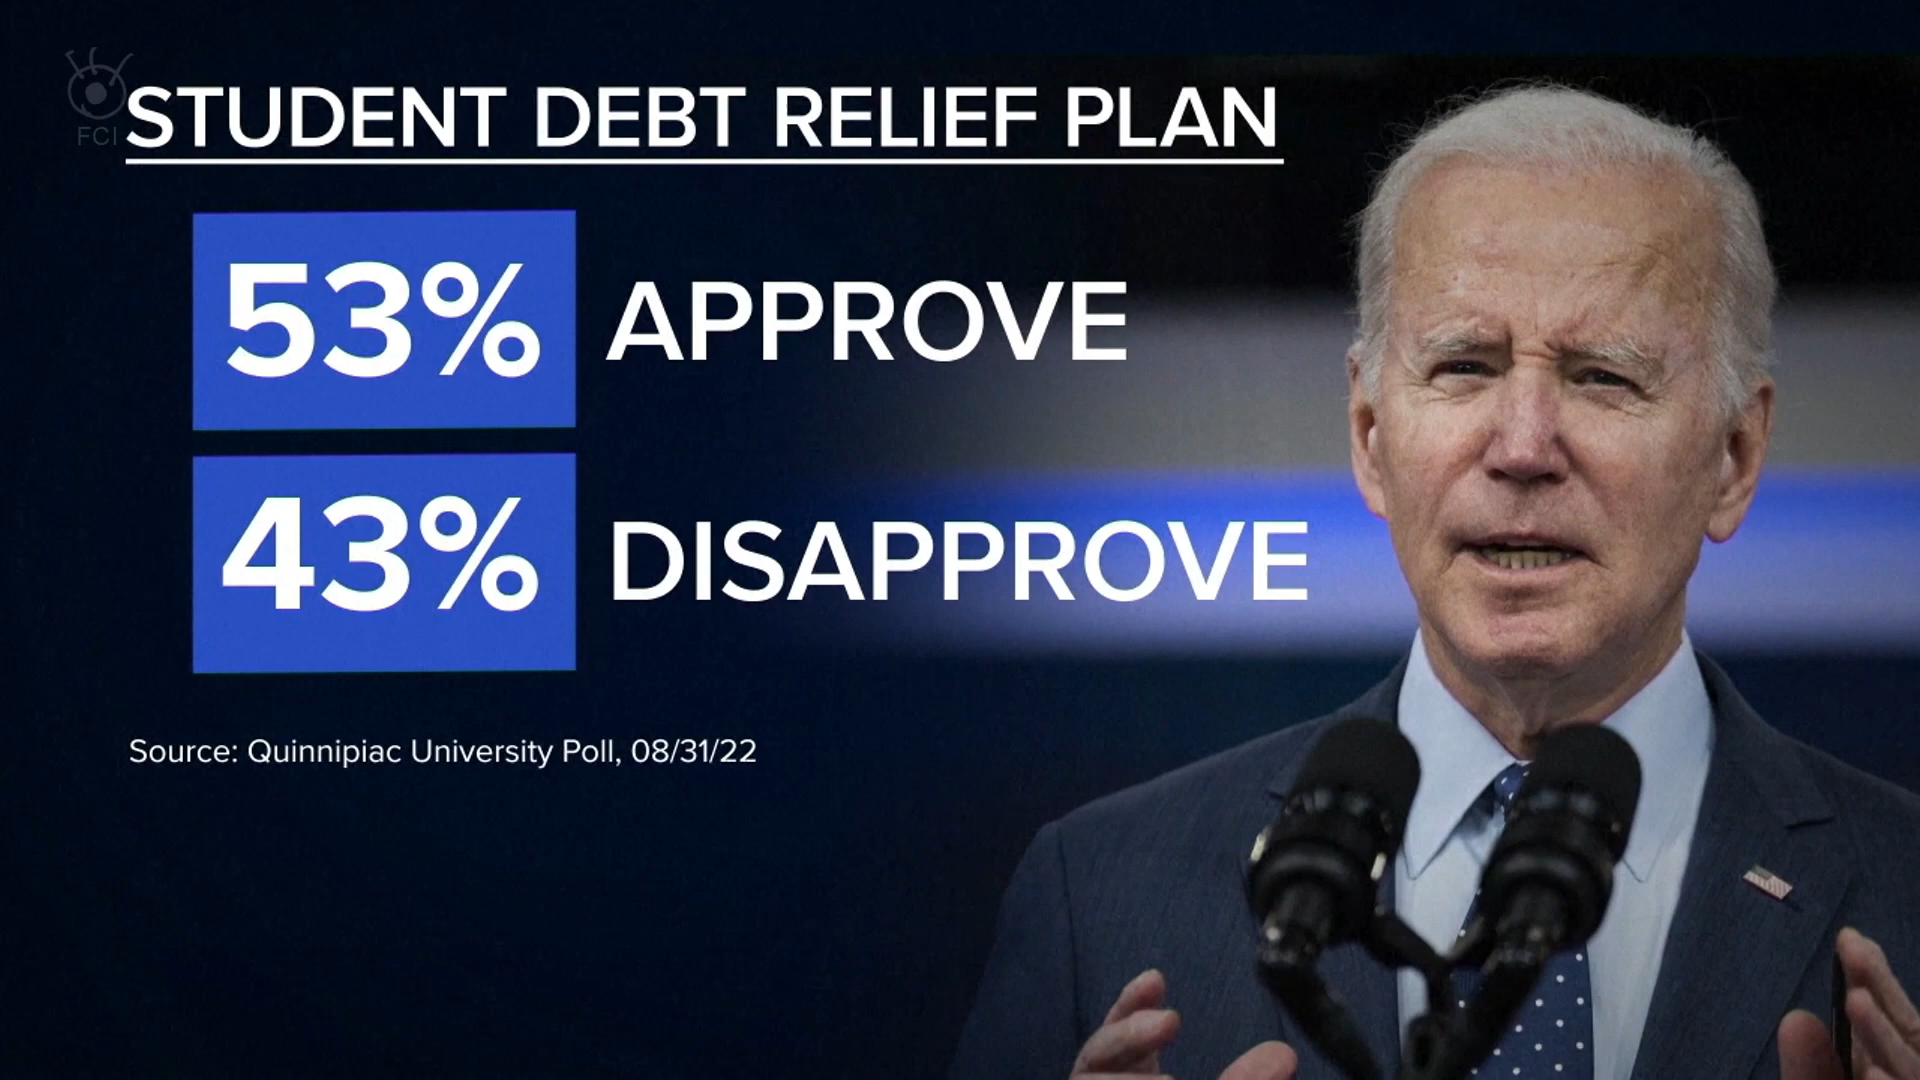 FCI
STUDENT DEBT RELIEF PLAN
53% APPROVE
43% DISAPPROVE
Source: Quinnipiac University Poll, 08/31/22